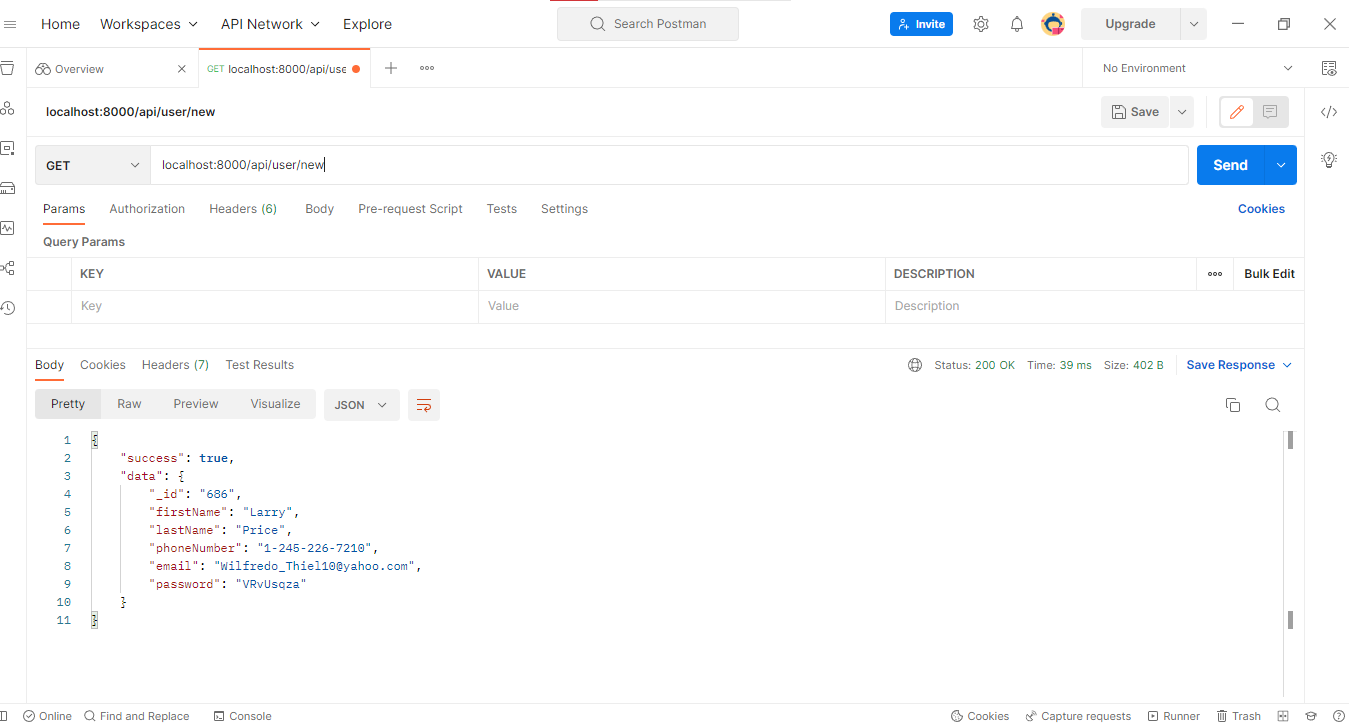 Home Workspaces API Network Explore Search Postman Invite Upgrade
Overview GET localhost:8000/api/use No Environment
localhost:8000/api/user/new Save
GET localhost:8000/api/user/new Send
Params Authorization Headers (6) Body Pre-request Script Tests Settings Cookies
Query Params
KEY VALUE DESCRIPTION Bulk Edit
Key Value Description
Body Cookies Headers (7) Test Results Status: 200 OK Time: 39 ms Size: 402 B Save Response
Pretty Raw Preview Visualize JSON
1 {
2 "success": true,
3 "data": {
4 "_id": "686",
5 "firstName": "Larry",
6 "lastName": "Price",
7 "phoneNumber": "1-245-226-7210",
8 "email": "Wilfredo_Thiel10@yahoo.com",
9 "password": "VRvUsqza"
10 }
11 }
Online Find and Replace Console Cookies Capture requests Runner Trash